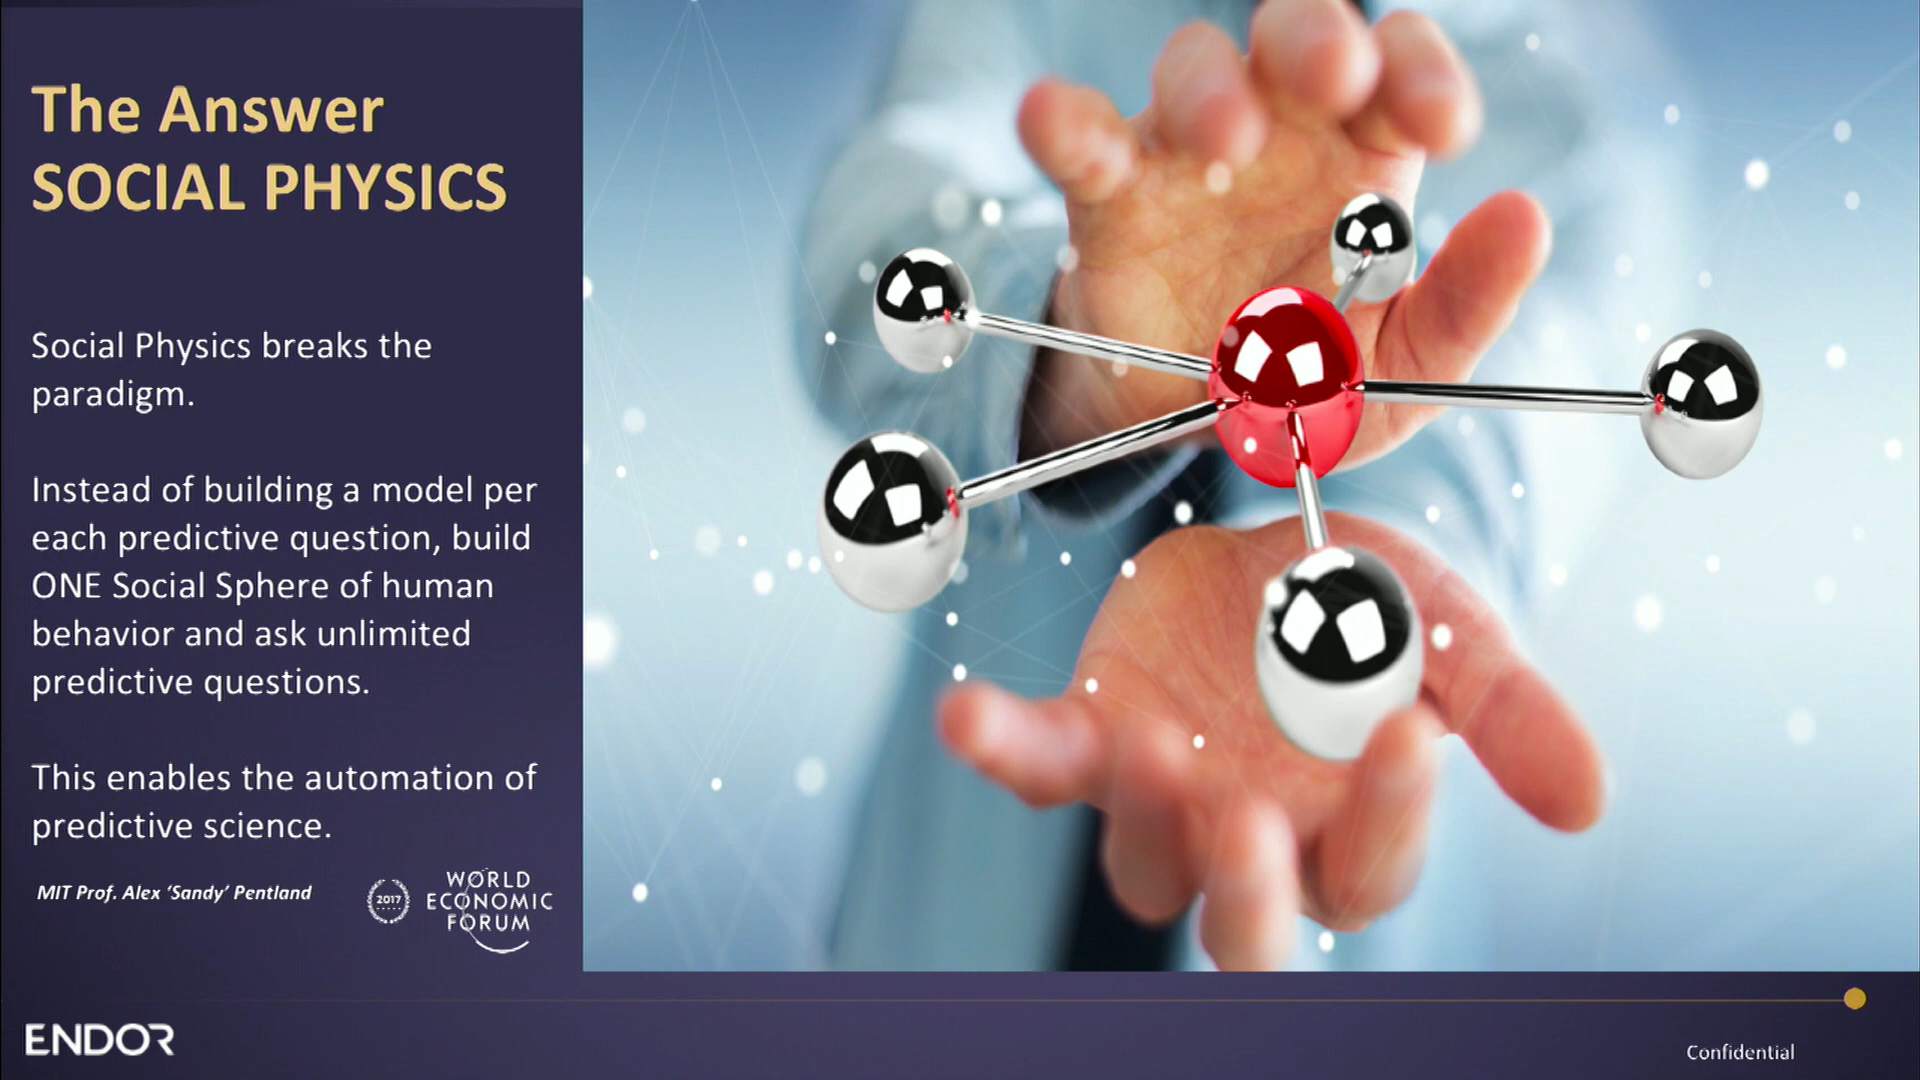 The Answer
SOCIAL PHYSICS
Social Physics breaks the
paradigm.
Instead of building a model per
each predictive question, build
ONE Social Sphere of human
behavior and ask unlimited
predictive questions.
This enables the automation of
predictive science.
MIT Prof. Alex ‘Sandy’ Pentland
2017
WORLD
ECONOMIC
FORUM
ENDOR
Confidential